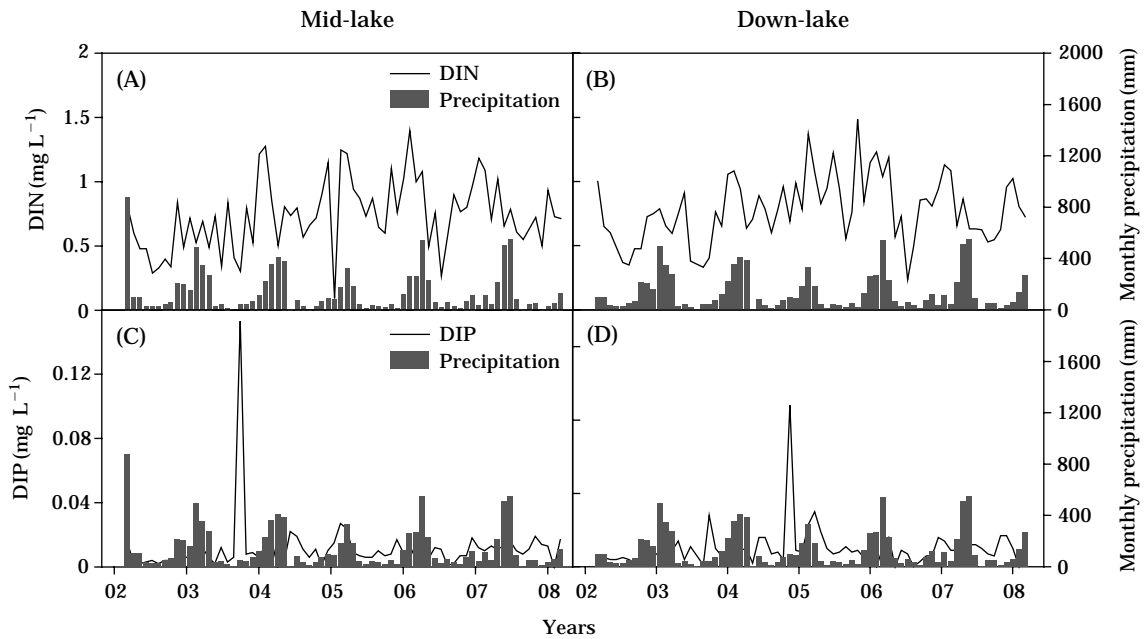 Mid-lake
Down-lake
(A)
DIN
Precipitation
2
1.5
1
0.5
0
DIN (mg L⁻¹)
(B)
2000
1600
1200
800
400
0
Monthly precipitation (mm)
(C)
DIP
Precipitation
0.12
0.08
0.04
0
DIP (mg L⁻¹)
(D)
1600
1200
800
400
0
Monthly precipitation (mm)
02 03 04 05 06 07 08
02 03 04 05 06 07 08
Years